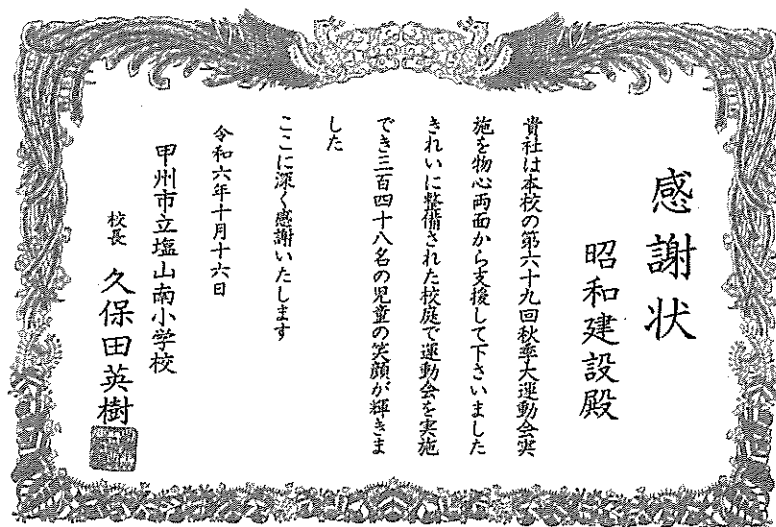 感謝状
昭和建設殿
貴社は本校の第六十九回秋季大運動会実
施を物心両面から支援して下さいました
きれいに整備された校庭で運動会を実施
でき三百四十八名の児童の笑顔が輝きま
した
ここに深く感謝いたします
令和六年十月十六日
甲州市立塩山南小学校
校長 久保田英樹